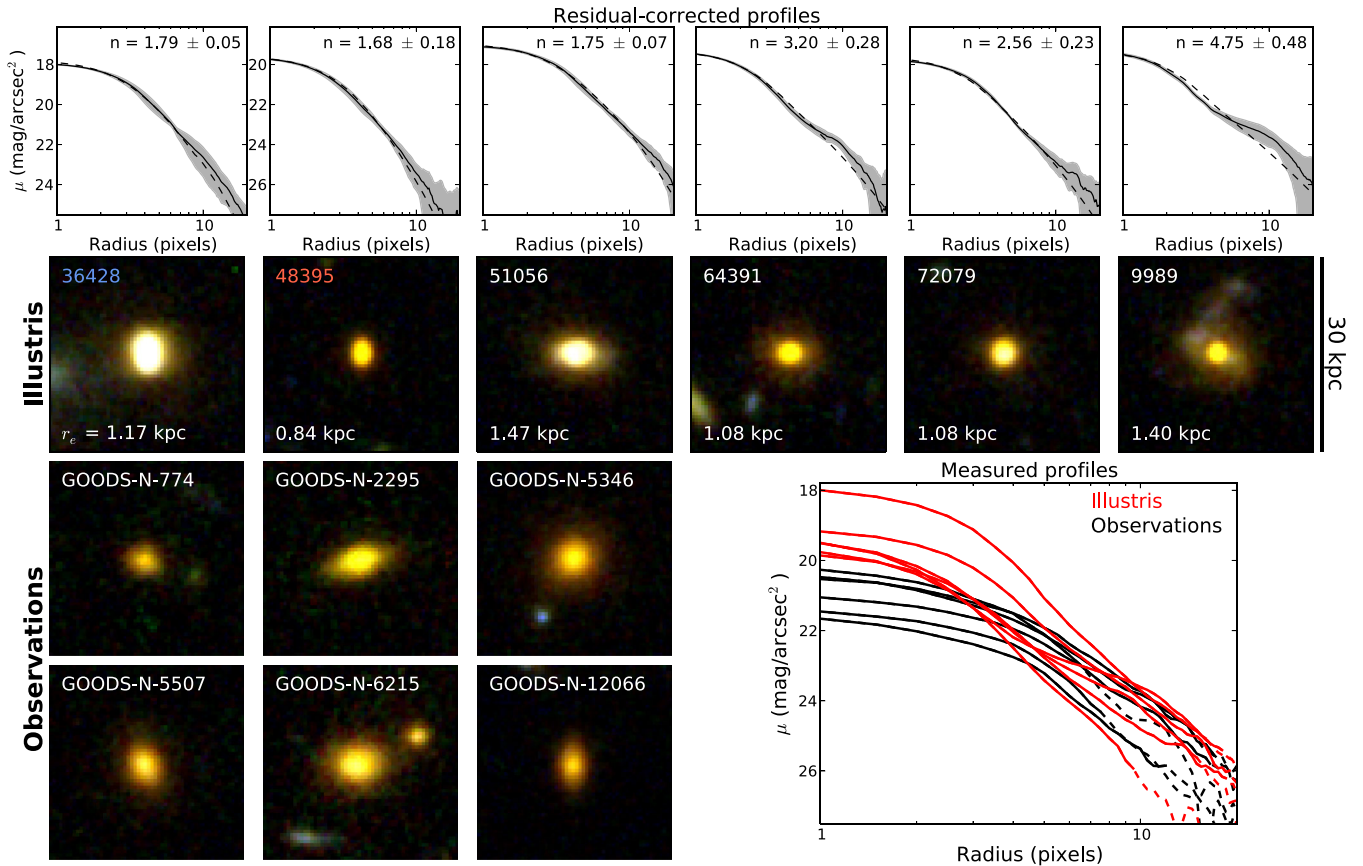 Residual-corrected profiles
n = 1.79 ± 0.05
n = 1.68 ± 0.18
n = 1.75 ± 0.07
n = 3.20 ± 0.28
n = 2.56 ± 0.23
n = 4.75 ± 0.48
μ (mag/arcsec²)
18
20
22
24
20
22
24
26
1
10
Radius (pixels)
1
10
Radius (pixels)
1
10
Radius (pixels)
1
10
Radius (pixels)
1
10
Radius (pixels)
1
10
Radius (pixels)
Illustris
36428
r_e = 1.17 kpc
48395
0.84 kpc
51056
1.47 kpc
64391
1.08 kpc
72079
1.08 kpc
9989
1.40 kpc
30 kpc
Observations
GOODS-N-774
GOODS-N-2295
GOODS-N-5346
GOODS-N-5507
GOODS-N-6215
GOODS-N-12066
Measured profiles
Illustris
Observations
μ (mag/arcsec²)
18
20
22
24
26
1
10
Radius (pixels)